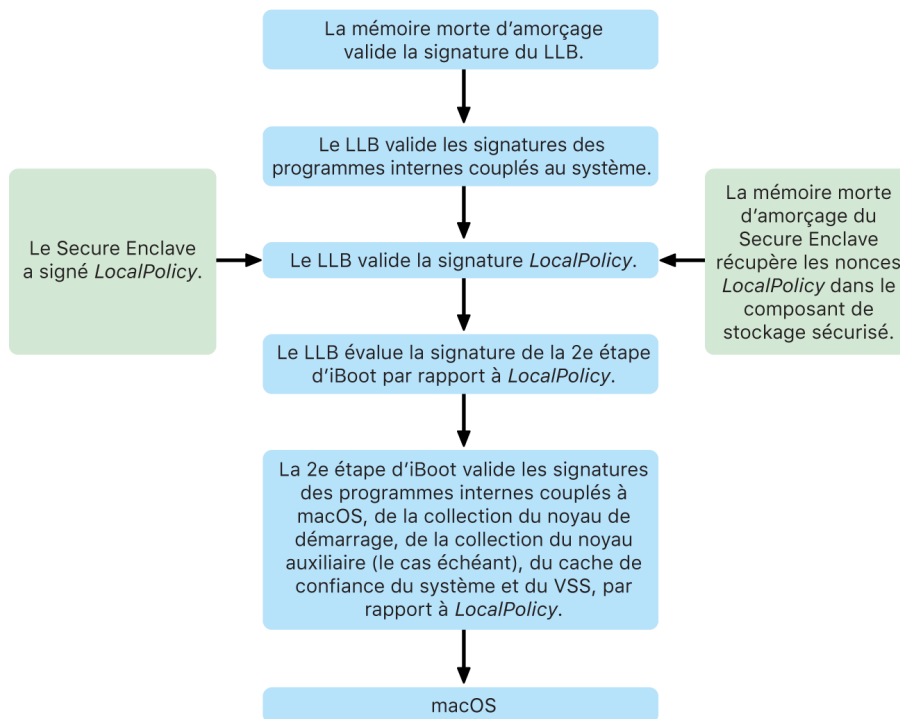 La mémoire morte d‘amorçage
valide la signature du LLB.
Le LLB valide les signatures des
programmes internes couplés au système.
Le Secure Enclave
a signé LocalPolicy.
Le LLB valide la signature LocalPolicy.
La mémoire morte
d‘amorçage du
Secure Enclave
récupère les nonces
LocalPolicy dans le
composant de
stockage sécurisé.
Le LLB évalue la signature de la 2e étape
d‘iBoot par rapport à LocalPolicy.
La 2e étape d‘iBoot valide les signatures
des programmes internes couplés à
macOS, de la collection du noyau de
démarrage, de la collection du noyau
auxiliaire (le cas échéant), du cache de
confiance du système et du VSS, par
rapport à LocalPolicy.
macOS